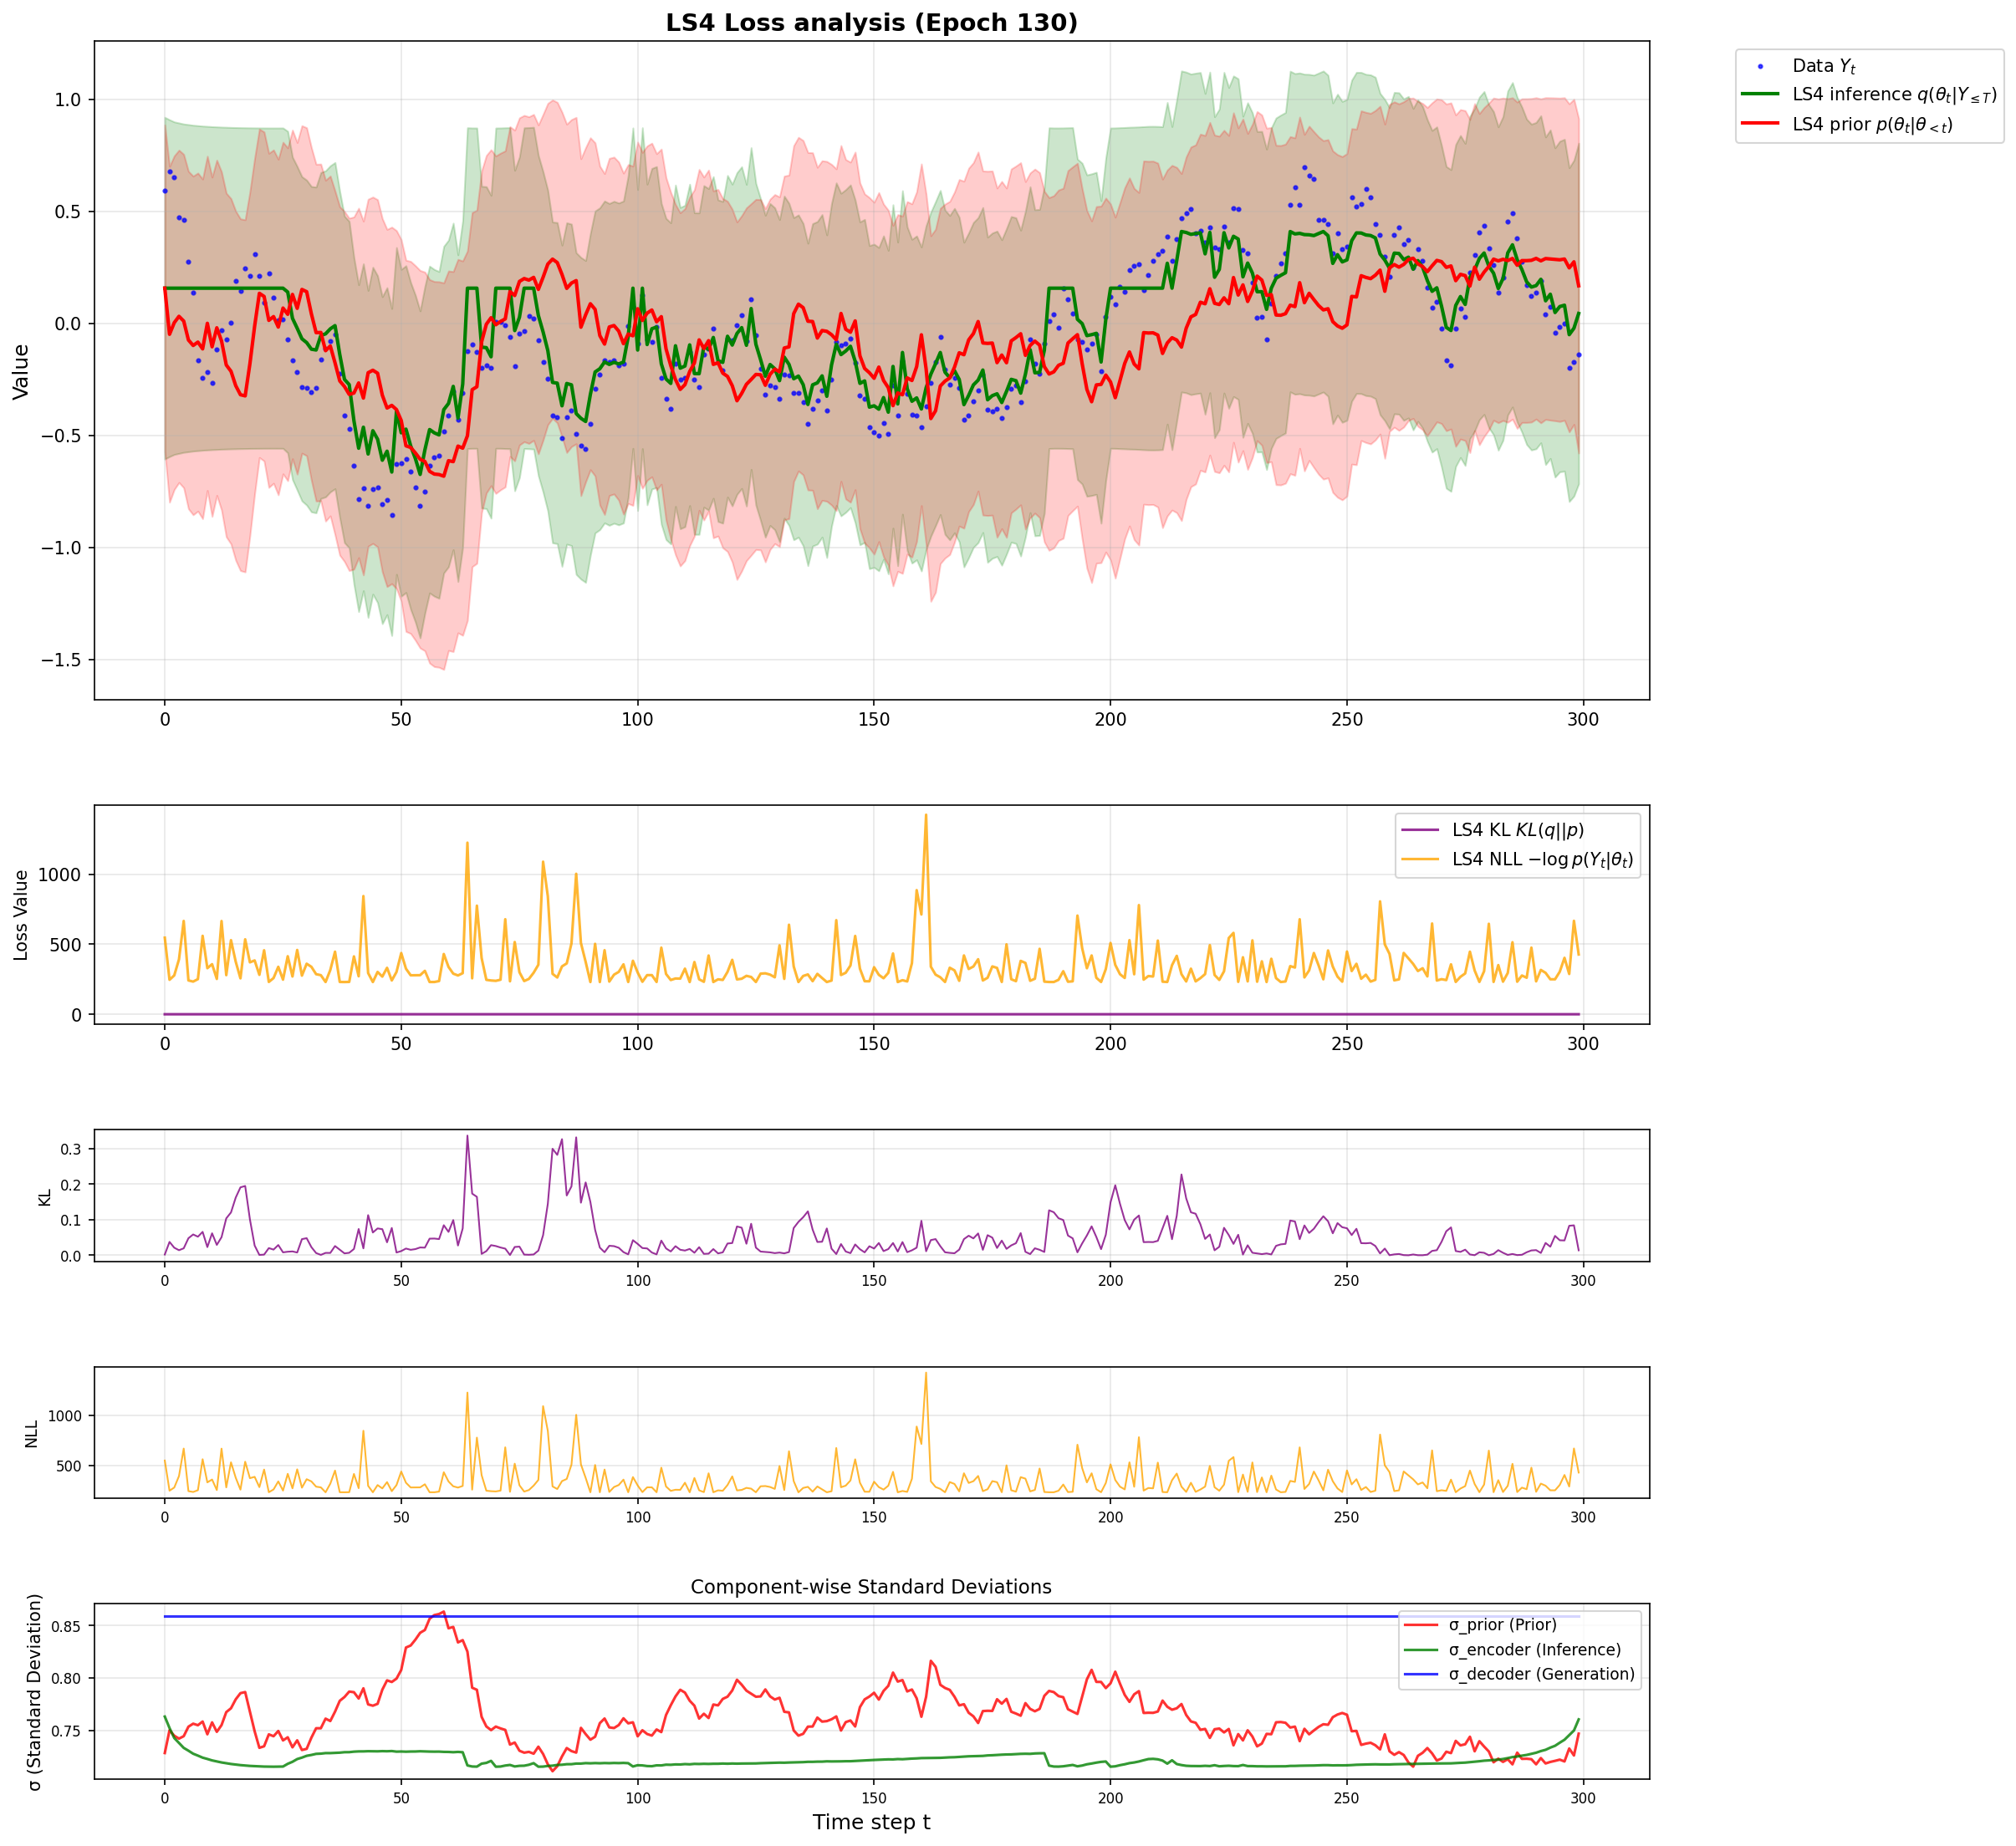 LS4 Loss analysis (Epoch 130)
Value
1.0
0.5
0.0
−0.5
−1.0
−1.5
0 50 100 150 200 250 300
Data Y_t
LS4 inference q(θ_t|Y_≤T)
LS4 prior p(θ_t|θ_<t)
Loss Value
1000
500
0
LS4 KL KL(q||p)
LS4 NLL − log p(Y_t|θ_t)
0 50 100 150 200 250 300
KL
0.3
0.2
0.1
0.0
0 50 100 150 200 250 300
NLL
1000
500
0 50 100 150 200 250 300
Component-wise Standard Deviations
σ (Standard Deviation)
0.85
0.80
0.75
σ_prior (Prior)
σ_encoder (Inference)
σ_decoder (Generation)
0 50 100 150 200 250 300
Time step t